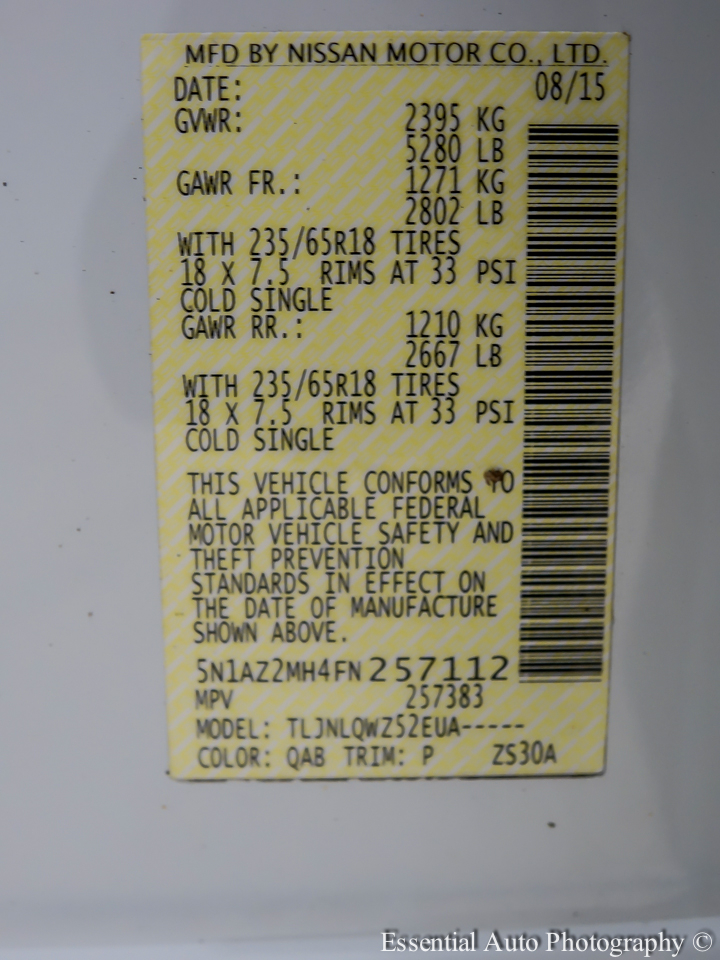 MFD BY NISSAN MOTOR CO., LTD.
DATE: 08/15
GVWR: 2395 KG
5280 LB
GAWR FR.: 1271 KG
2802 LB
WITH 235/65R18 TIRES
18 X 7.5 RIMS AT 33 PSI
COLD SINGLE
GAWR RR.: 1210 KG
2667 LB
WITH 235/65R18 TIRES
18 X 7.5 RIMS AT 33 PSI
COLD SINGLE
THIS VEHICLE CONFORMS TO
ALL APPLICABLE FEDERAL
MOTOR VEHICLE SAFETY AND
THEFT PREVENTION
STANDARDS IN EFFECT ON
THE DATE OF MANUFACTURE
SHOWN ABOVE.
5N1AZ2MH4FN257112
MPV 257383
MODEL: TLJNLQWZ52EUA-----
COLOR: QAB TRIM: P ZS30A
Essential Auto Photography ©